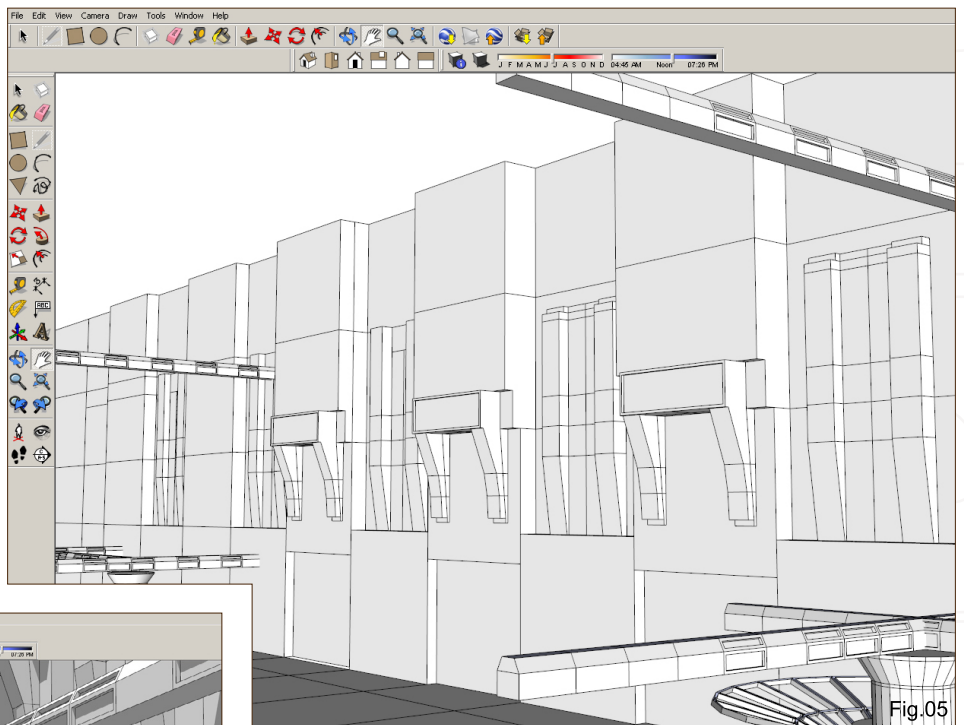 File Edit View Camera Draw Tools Window Help
J F M A M J J A S O N D 04:45 AM Noon 07:26 PM
ABC
07:26 PM
Fig.05